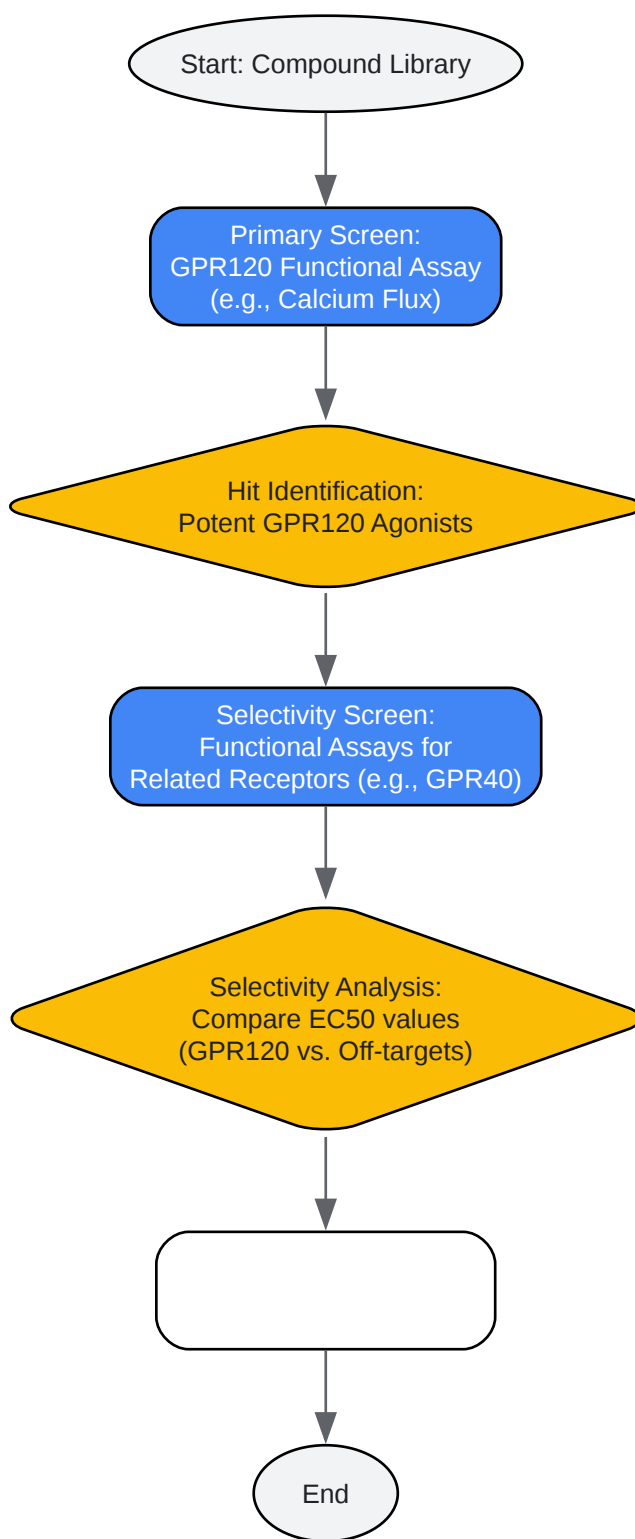 Start: Compound Library
Primary Screen:
GPR120 Functional Assay
(e.g., Calcium Flux)
Hit Identification:
Potent GPR120 Agonists
Selectivity Screen:
Functional Assays for
Related Receptors (e.g., GPR40)
Selectivity Analysis:
Compare EC50 values
(GPR120 vs. Off-targets)
End